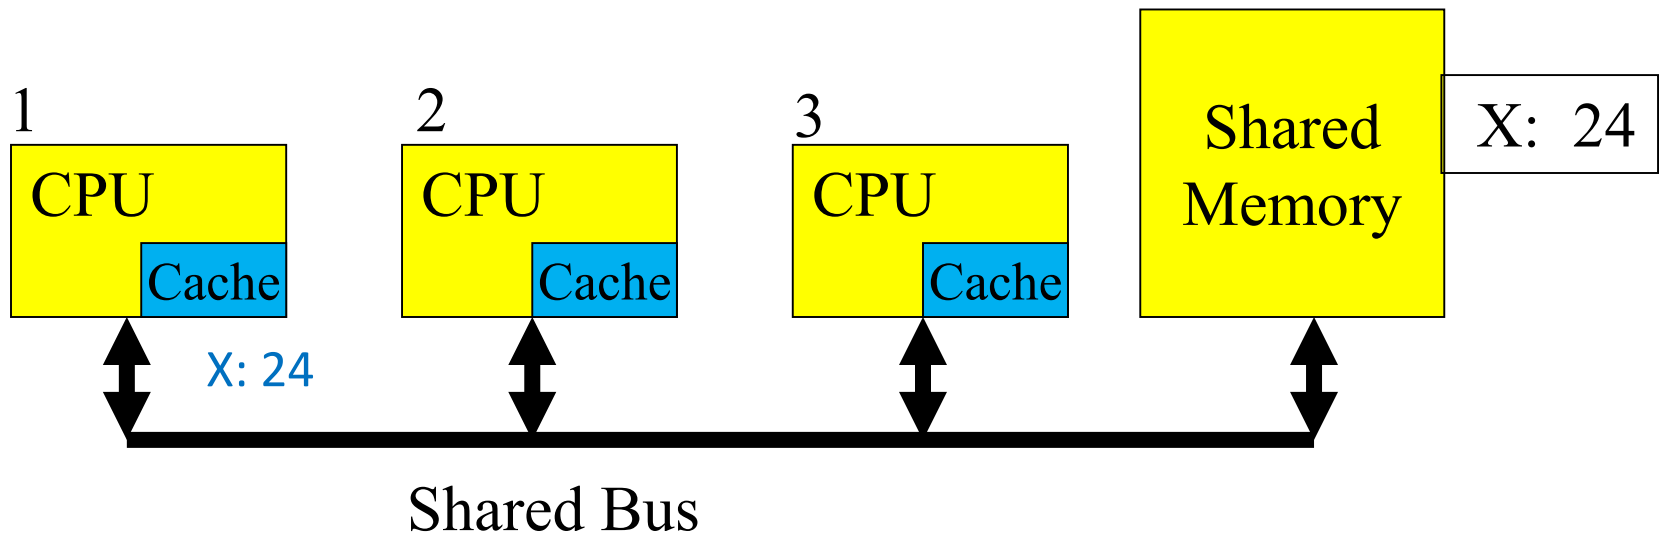 1
2
3
CPU
Cache
CPU
Cache
CPU
Cache
Shared
Memory
X: 24
X: 24
Shared Bus